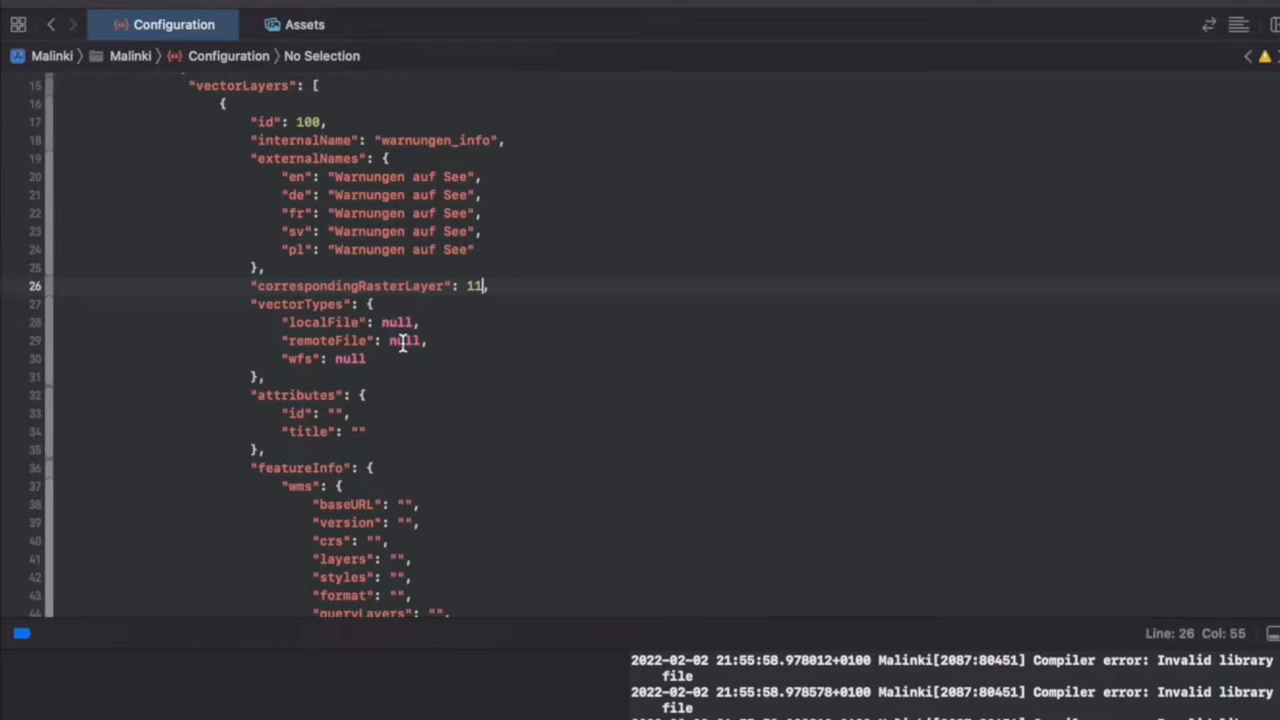 Configuration
Assets
Malinki 〉 Malinki 〉 Configuration 〉 No Selection
15 "vectorLayers": [
16 {
17 "id": 100,
18 "internalName": "warnungen_info",
19 "externalNames": {
20 "en": "Warnungen auf See",
21 "de": "Warnungen auf See",
22 "fr": "Warnungen auf See",
23 "sv": "Warnungen auf See",
24 "pl": "Warnungen auf See"
25 },
26 "correspondingRasterLayer": 11,
27 "vectorTypes": {
28 "localFile": null,
29 "remoteFile": null,
30 "wfs": null
31 },
32 "attributes": {
33 "id": "",
34 "title": ""
35 },
36 "featureInfo": {
37 "wms": {
38 "baseURL": "",
39 "version": "",
40 "crs": "",
41 "layers": "",
42 "styles": "",
43 "format": "",
44 "queryLayers": "",
Line: 26 Col: 55
2022-02-02 21:55:58.978012+0100 Malinki[2087:80451] Compiler error: Invalid library
file
2022-02-02 21:55:58.978578+0100 Malinki[2087:80451] Compiler error: Invalid library
file